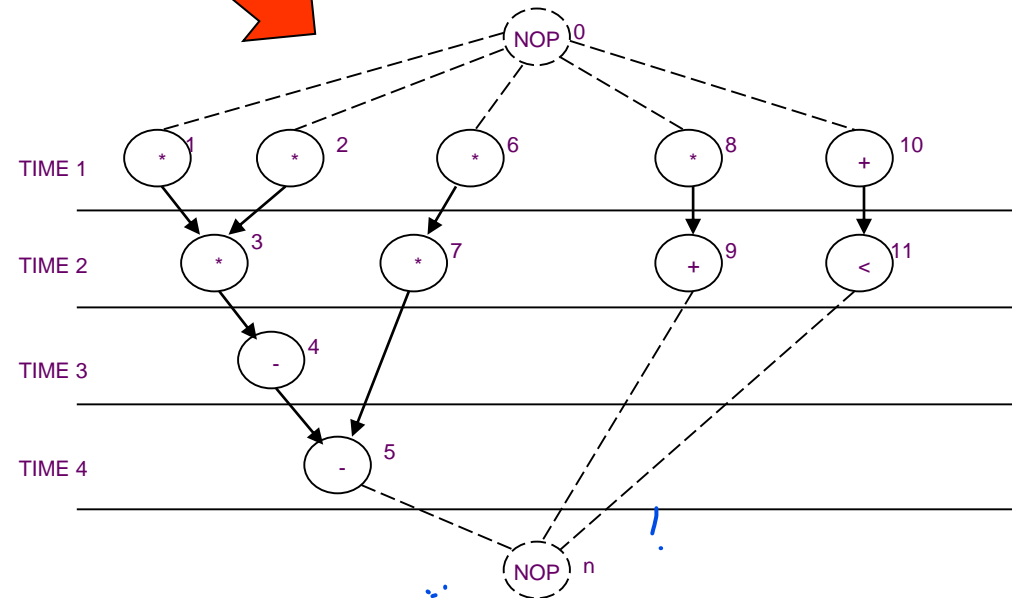 NOP 0
1 2 6 8 10
TIME 1 * * * * +
3 7 9 11
TIME 2 * * + <
4
TIME 3 -
5
TIME 4 -
NOP n